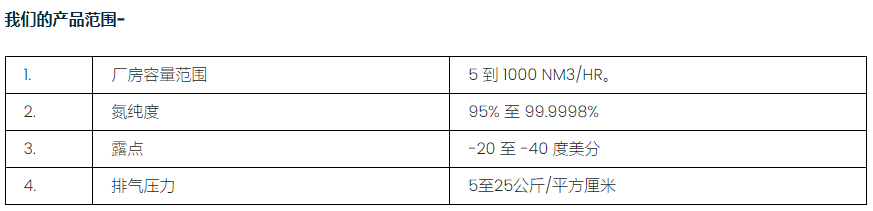 我们的产品范围-
1. 厂房容量范围 5 到 1000 NM3/HR。
2. 氮纯度 95% 至 99.9998%
3. 露点 -20 至 -40 度美分
4. 排气压力 5至25公斤/平方厘米